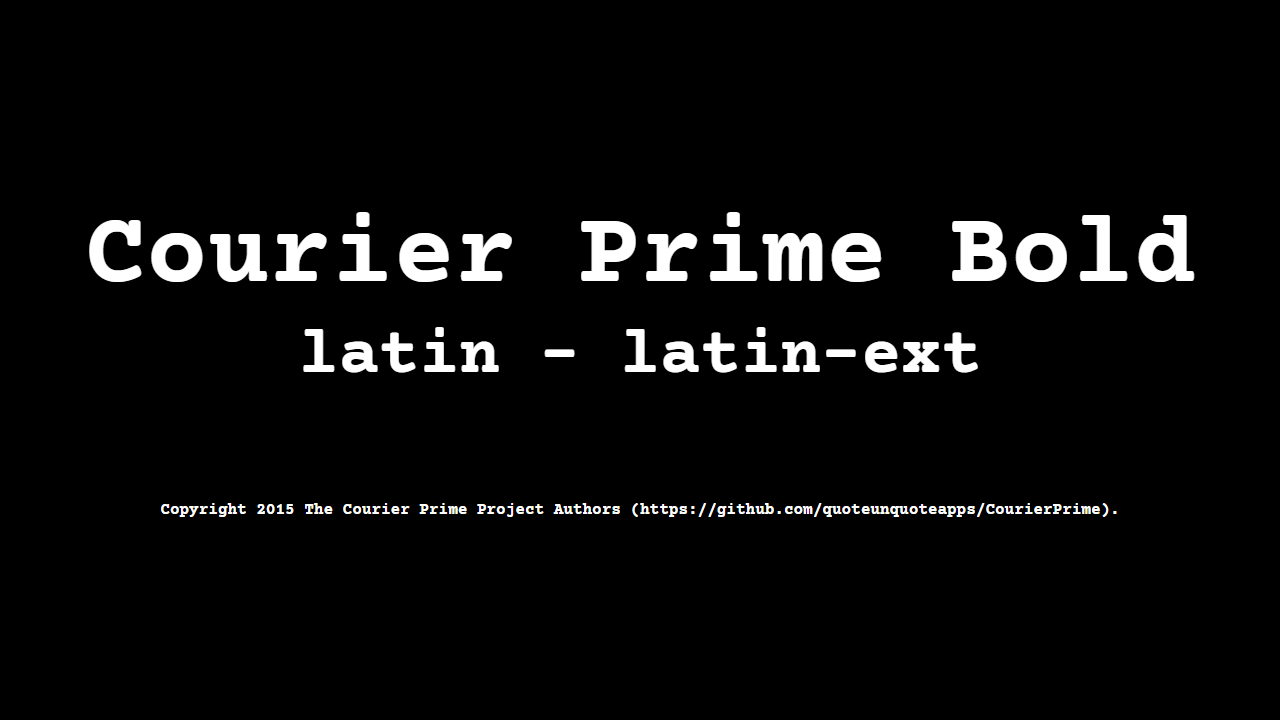 Courier Prime Bold
latin - latin-ext
Copyright 2015 The Courier Prime Project Authors (https://github.com/quoteunquoteapps/CourierPrime).